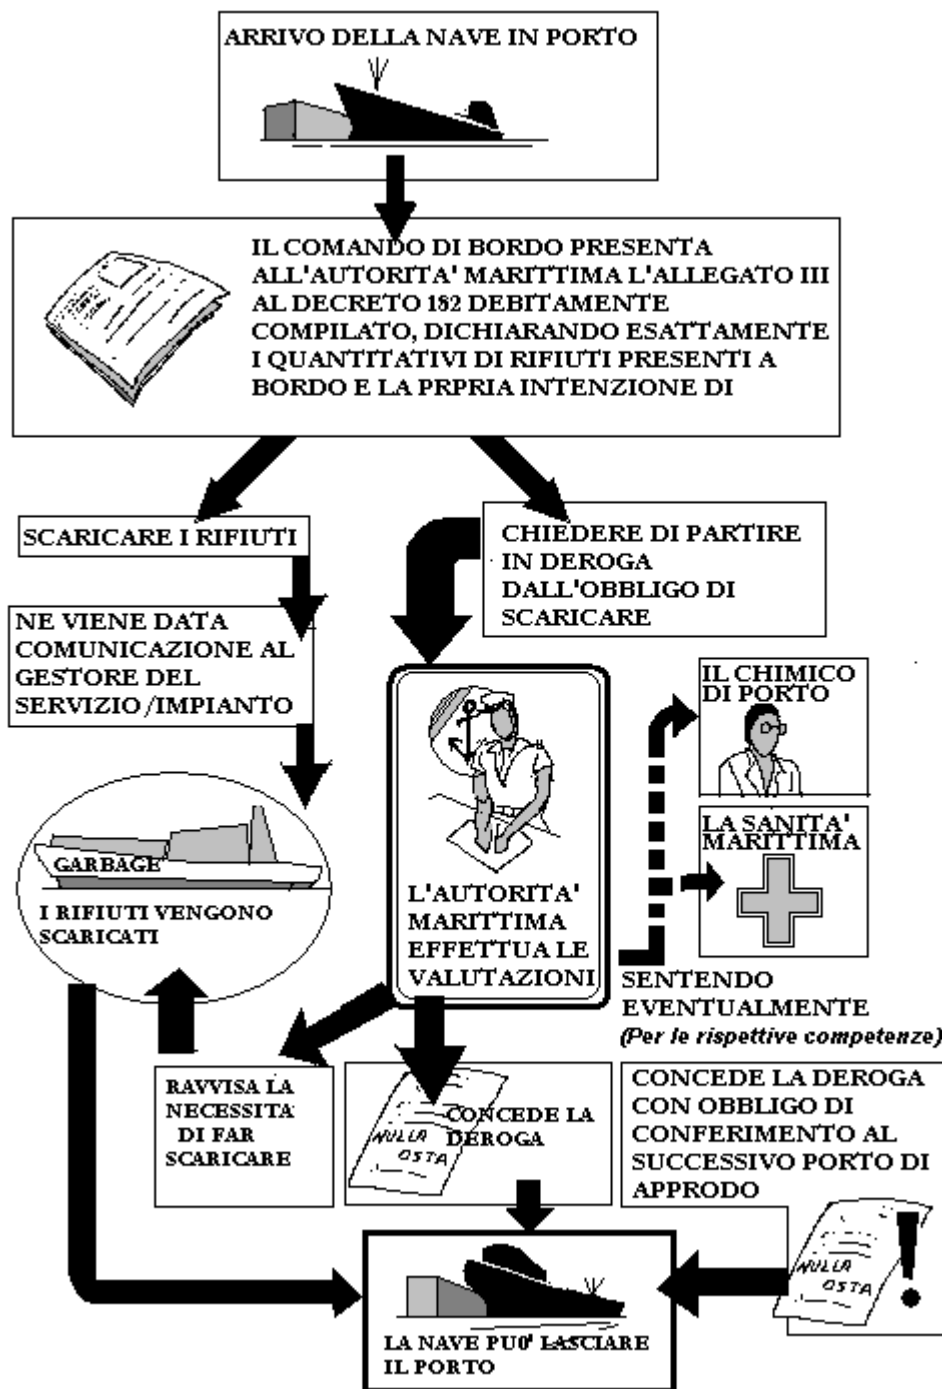 ARRIVO DELLA NAVE IN PORTO
IL COMANDO DI BORDO PRESENTA
ALL'AUTORITA' MARITTIMA L'ALLEGATO III
AL DECRETO 182 DEBITAMENTE
COMPILATO, DICHIARANDO ESATTAMENTE
I QUANTITATIVI DI RIFIUTI PRESENTI A
BORDO E LA PRPRIA INTENZIONE DI
SCARICARE I RIFIUTI
CHIEDERE DI PARTIRE
IN DEROGA
DALL'OBBLIGO DI
SCARICARE
NE VIENE DATA
COMUNICAZIONE AL
GESTORE DEL
SERVIZIO/IMPIANTO
IL CHIMICO
DI PORTO
LA SANITA'
MARITTIMA
GARBAGE
I RIFIUTI VENGONO
SCARICATI
L'AUTORITA'
MARITTIMA
EFFETTUA LE
VALUTAZIONI
SENTENDO
EVENTUALMENTE
(Per le rispettive competenze)
RAVVISA LA
NECESSITA
DI FAR
SCARICARE
CONCEDE LA
DEROGA
NULLA
OSTA
CONCEDE LA DEROGA
CON OBBLIGO DI
CONFERIMENTO AL
SUCCESSIVO PORTO DI
APPRODO
NULLA
OSTA
!
LA NAVE PU0' LASCIARE
IL PORTO